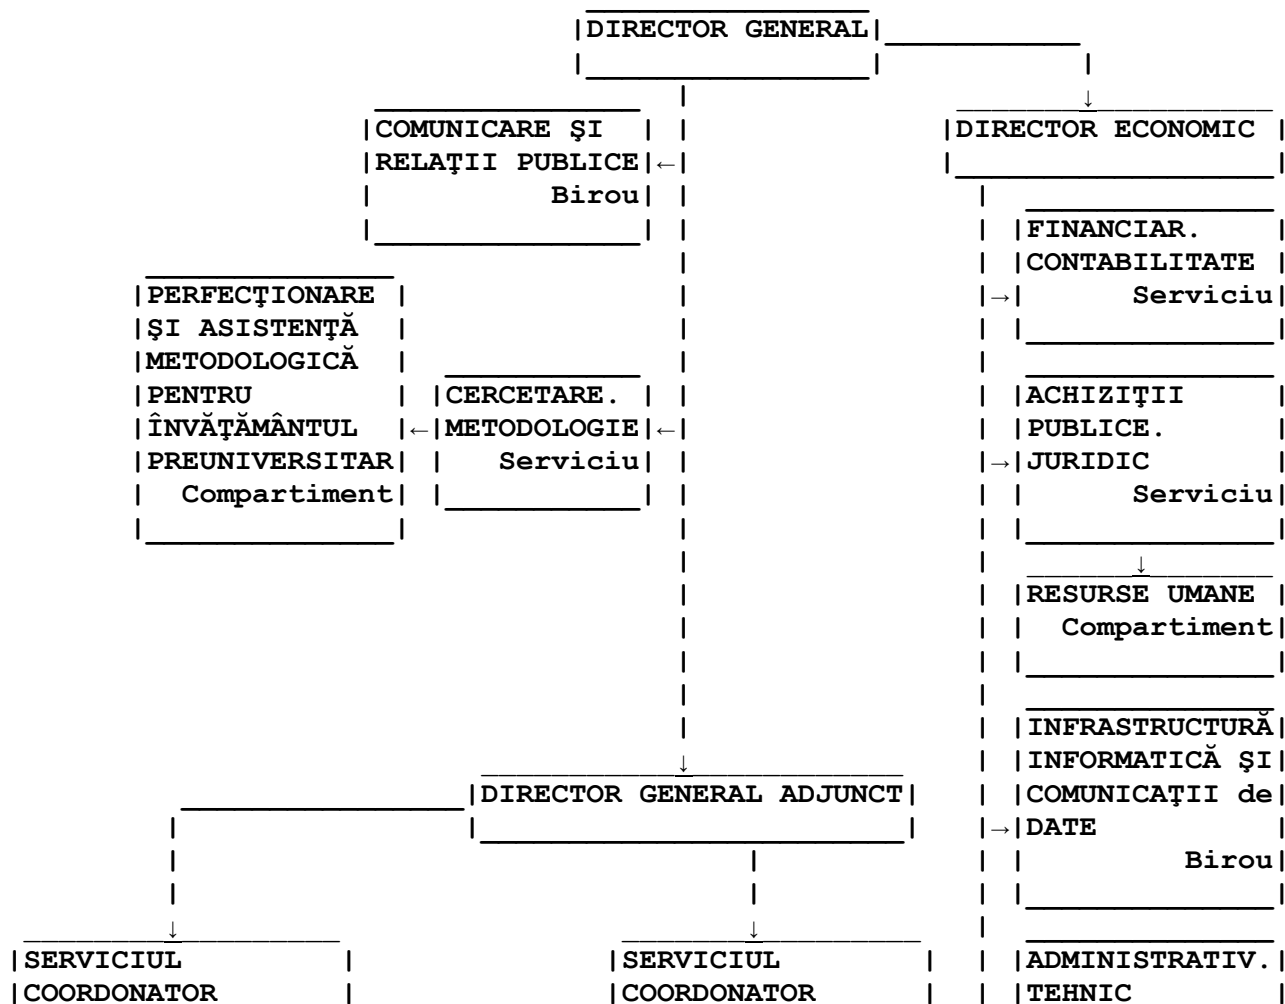 DIRECTOR GENERAL
COMUNICARE ŞI
RELAŢII PUBLICE
Birou
DIRECTOR ECONOMIC
FINANCIAR.
CONTABILITATE
Serviciu
PERFECŢIONARE
ŞI ASISTENŢĂ
METODOLOGICĂ
PENTRU
ÎNVĂŢĂMÂNTUL
PREUNIVERSITAR
Compartiment
CERCETARE.
METODOLOGIE
Serviciu
ACHIZIŢII
PUBLICE.
JURIDIC
Serviciu
RESURSE UMANE
Compartiment
INFRASTRUCTURĂ
INFORMATICĂ ŞI
COMUNICAŢII de
DATE
Birou
DIRECTOR GENERAL ADJUNCT
SERVICIUL
COORDONATOR
SERVICIUL
COORDONATOR
ADMINISTRATIV.
TEHNIC